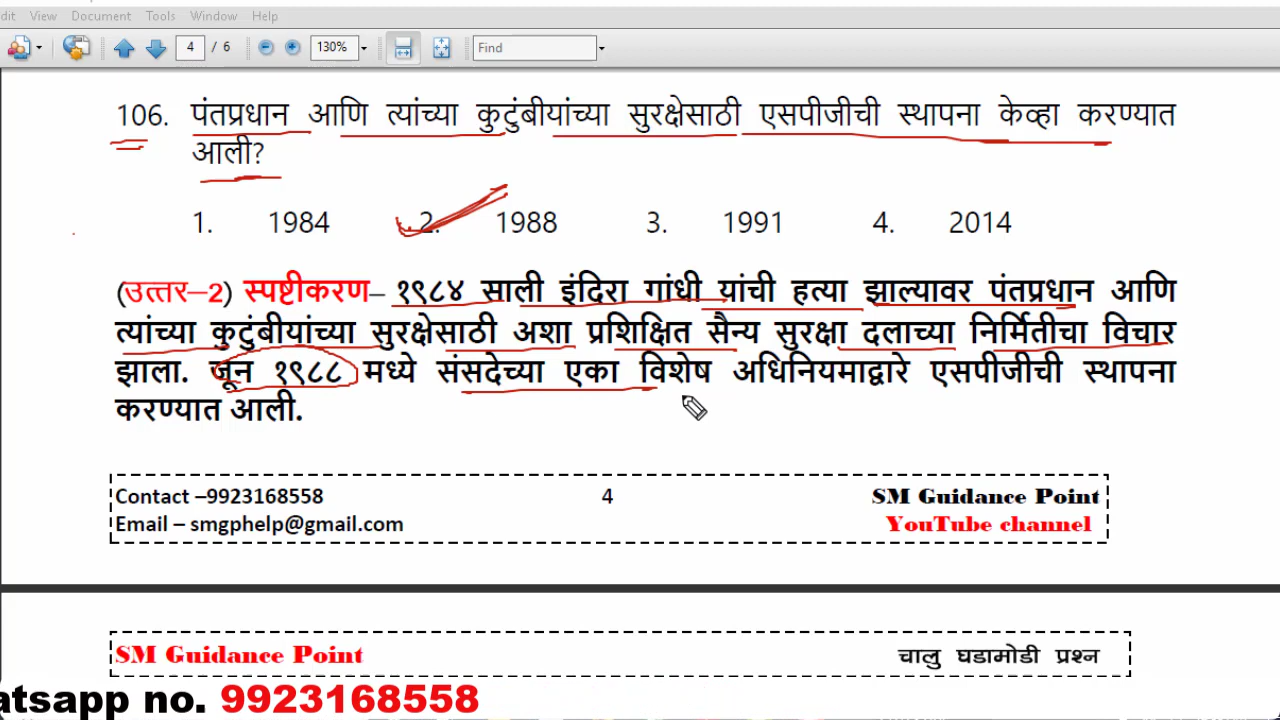 dit View Document Tools Window Help
4 / 6 130% Find
106. पंतप्रधान आणि त्यांच्या कुटुंबीयांच्या सुरक्षेसाठी एसपीजीची स्थापना केव्हा करण्यात
आली?
1. 1984 2. 1988 3. 1991 4. 2014
(उत्तर–2) स्पष्टीकरण– १९८४ साली इंदिरा गांधी यांची हत्या झाल्यावर पंतप्रधान आणि
त्यांच्या कुटुंबीयांच्या सुरक्षेसाठी अशा प्रशिक्षित सैन्य सुरक्षा दलाच्या निर्मितीचा विचार
झाला. जून १९८८ मध्ये संसदेच्या एका विशेष अधिनियमाद्वारे एसपीजीची स्थापना
करण्यात आली.
Contact –9923168558 4 SM Guidance Point
Email – smgphelp@gmail.com YouTube channel
SM Guidance Point चालु घडामोडी प्रश्न
atsapp no. 9923168558